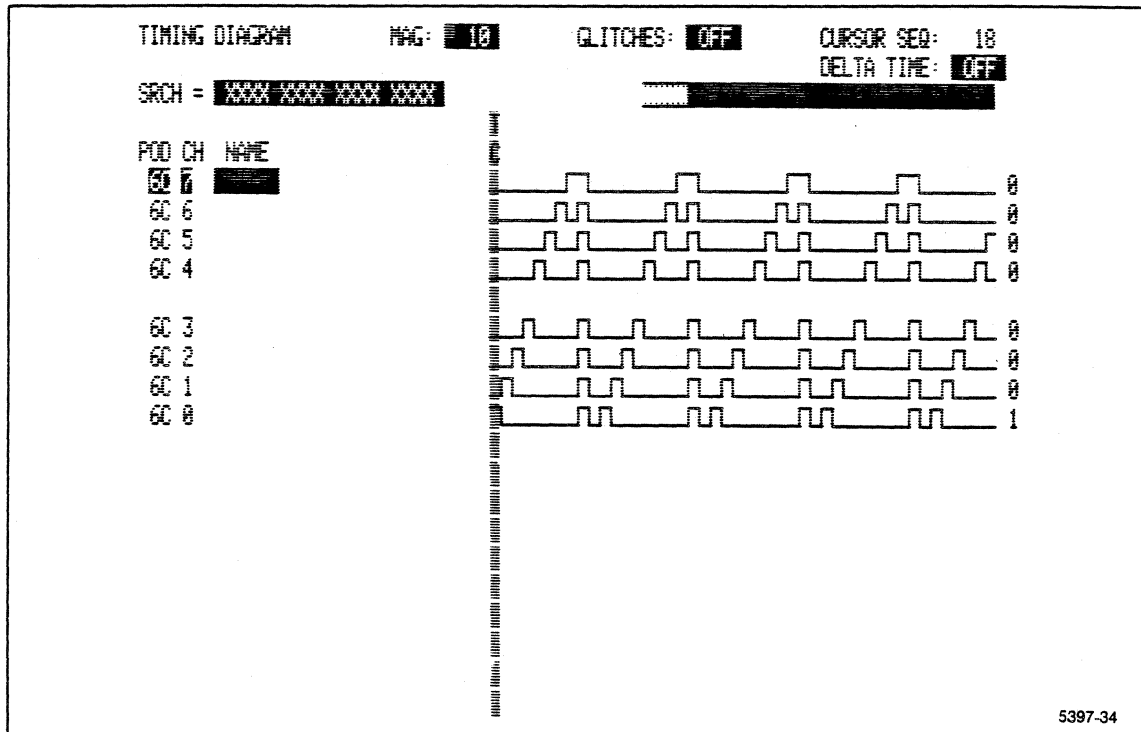 TIMING DIAGRAM MAG: 10 GLITCHES: OFF CURSOR SEQ: 18
DELTA TIME: OFF
SRCH = XXXX XXXX XXXX XXXX
T
POD CH NAME C
6C 7 0
6C 6 0
6C 5 0
6C 4 0
6C 3 0
6C 2 0
6C 1 0
6C 0 1
5397-34